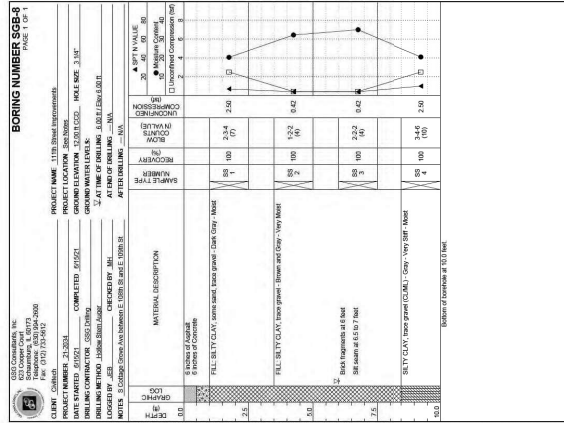 BORING NUMBER SGB-8
PAGE 1 OF 1
GSG Consultants, Inc.
623 Cooper Court
Schaumburg, IL 60173
Telephone: (630) 994-2600
Fax: (312) 733-5612
CLIENT Civiltech PROJECT NAME 111th Street Improvements
PROJECT NUMBER 21-2034 PROJECT LOCATION See Notes
DATE STARTED 6/15/21 COMPLETED 6/15/21 GROUND ELEVATION 12.00 ft CCD HOLE SIZE 3 1/4"
DRILLING CONTRACTOR GSG Drilling GROUND WATER LEVELS:
DRILLING METHOD Hollow Stem Auger AT TIME OF DRILLING 6.00 ft / Elev 6.00 ft
LOGGED BY JEB CHECKED BY MH AT END OF DRILLING --- N/A
NOTES S Cottage Grove Ave between E 108th St and E 109th St AFTER DRILLING --- N/A
DEPTH (ft)
GRAPHIC LOG
MATERIAL DESCRIPTION
SAMPLE TYPE NUMBER
RECOVERY (%)
BLOW COUNTS (N VALUE)
UNCONFINED COMPRESSION (tsf)
▲ SPT N VALUE
20 40 60 80
● Moisture Content
10 20 30 40
□ Unconfined Compression (tsf)
2 4 6 8
0.0
6 inches of Asphalt
6 inches of Concrete
FILL: SILTY CLAY, some sand, trace gravel - Dark Gray - Moist
SS 1 100 2-3-4 (7) 2.50
2.5
FILL: SILTY CLAY, trace gravel - Brown and Gray - Very Moist
SS 2 100 1-2-2 (4) 0.42
5.0
Brick fragments at 6 feet
Silt seam at 6.5 to 7 feet
SS 3 100 2-2-2 (4) 0.42
7.5
SILTY CLAY, trace gravel (CL/ML) - Gray - Very Stiff - Moist
SS 4 100 3-4-6 (10) 2.50
10.0
Bottom of borehole at 10.0 feet.